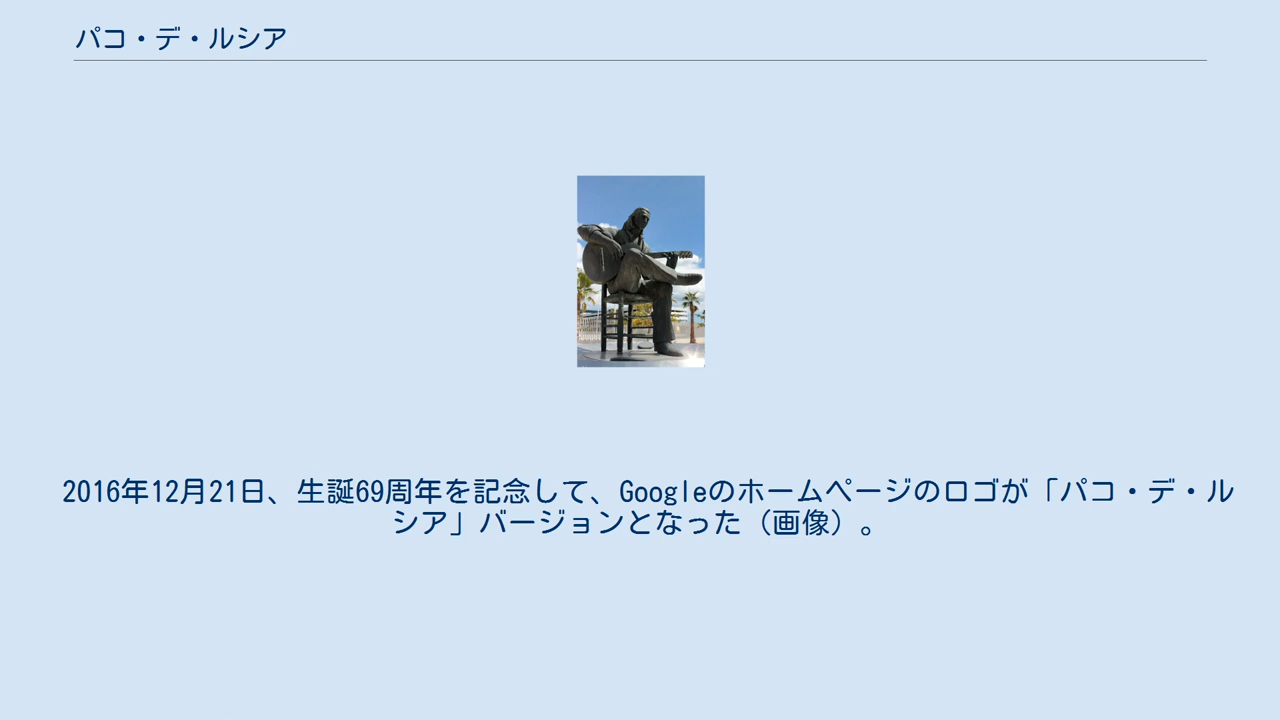 パコ・デ・ルシア
2016年12月21日、生誕69周年を記念して、Googleのホームページのロゴが「パコ・デ・ル
シア」バージョンとなった（画像）。